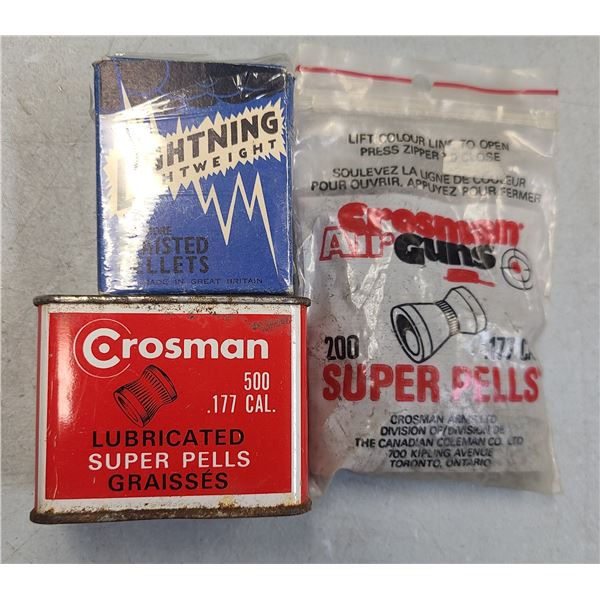 LIGHTNING
LIGHTWEIGHT
WAISTED
PELLETS
MADE IN GREAT BRITAIN
Crosman
500
.177 CAL.
LUBRICATED
SUPER PELLS
GRAISSÉS
LIFT COLOUR LINE TO OPEN
PRESS ZIPPER TO CLOSE
SOULEVEZ LA LIGNE DE COULEUR
POUR OUVRIR, APPUYEZ POUR FERMER
Crosman
AIR GUNS
200 .177 CAL
SUPER PELLS
CROSMAN ARMS LTD
DIVISION OF/DIVISION DE
THE CANADIAN COLEMAN CO. LTD
700 KIPLING AVENUE
TORONTO, ONTARIO